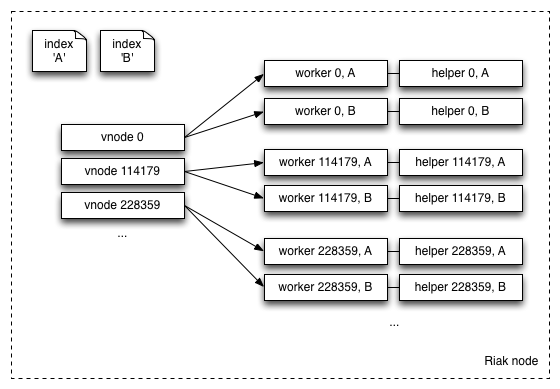 index
'A'
index
'B'
worker 0, A
helper 0, A
worker 0, B
helper 0, B
vnode 0
worker 114179, A
helper 114179, A
vnode 114179
worker 114179, B
helper 114179, B
vnode 228359
...
worker 228359, A
helper 228359, A
worker 228359, B
helper 228359, B
...
Riak node